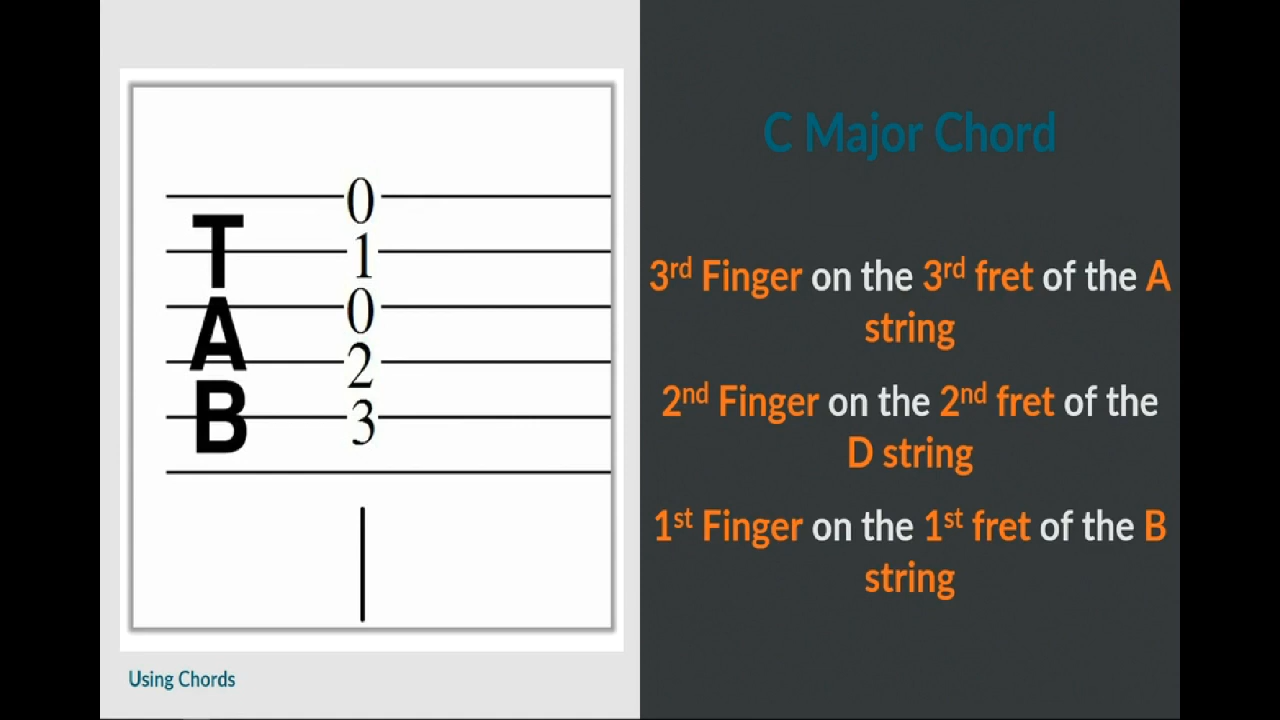 T
A
B
0
1
0
2
3
Using Chords
C Major Chord
3rd Finger on the 3rd fret of the A
string
2nd Finger on the 2nd fret of the
D string
1st Finger on the 1st fret of the B
string